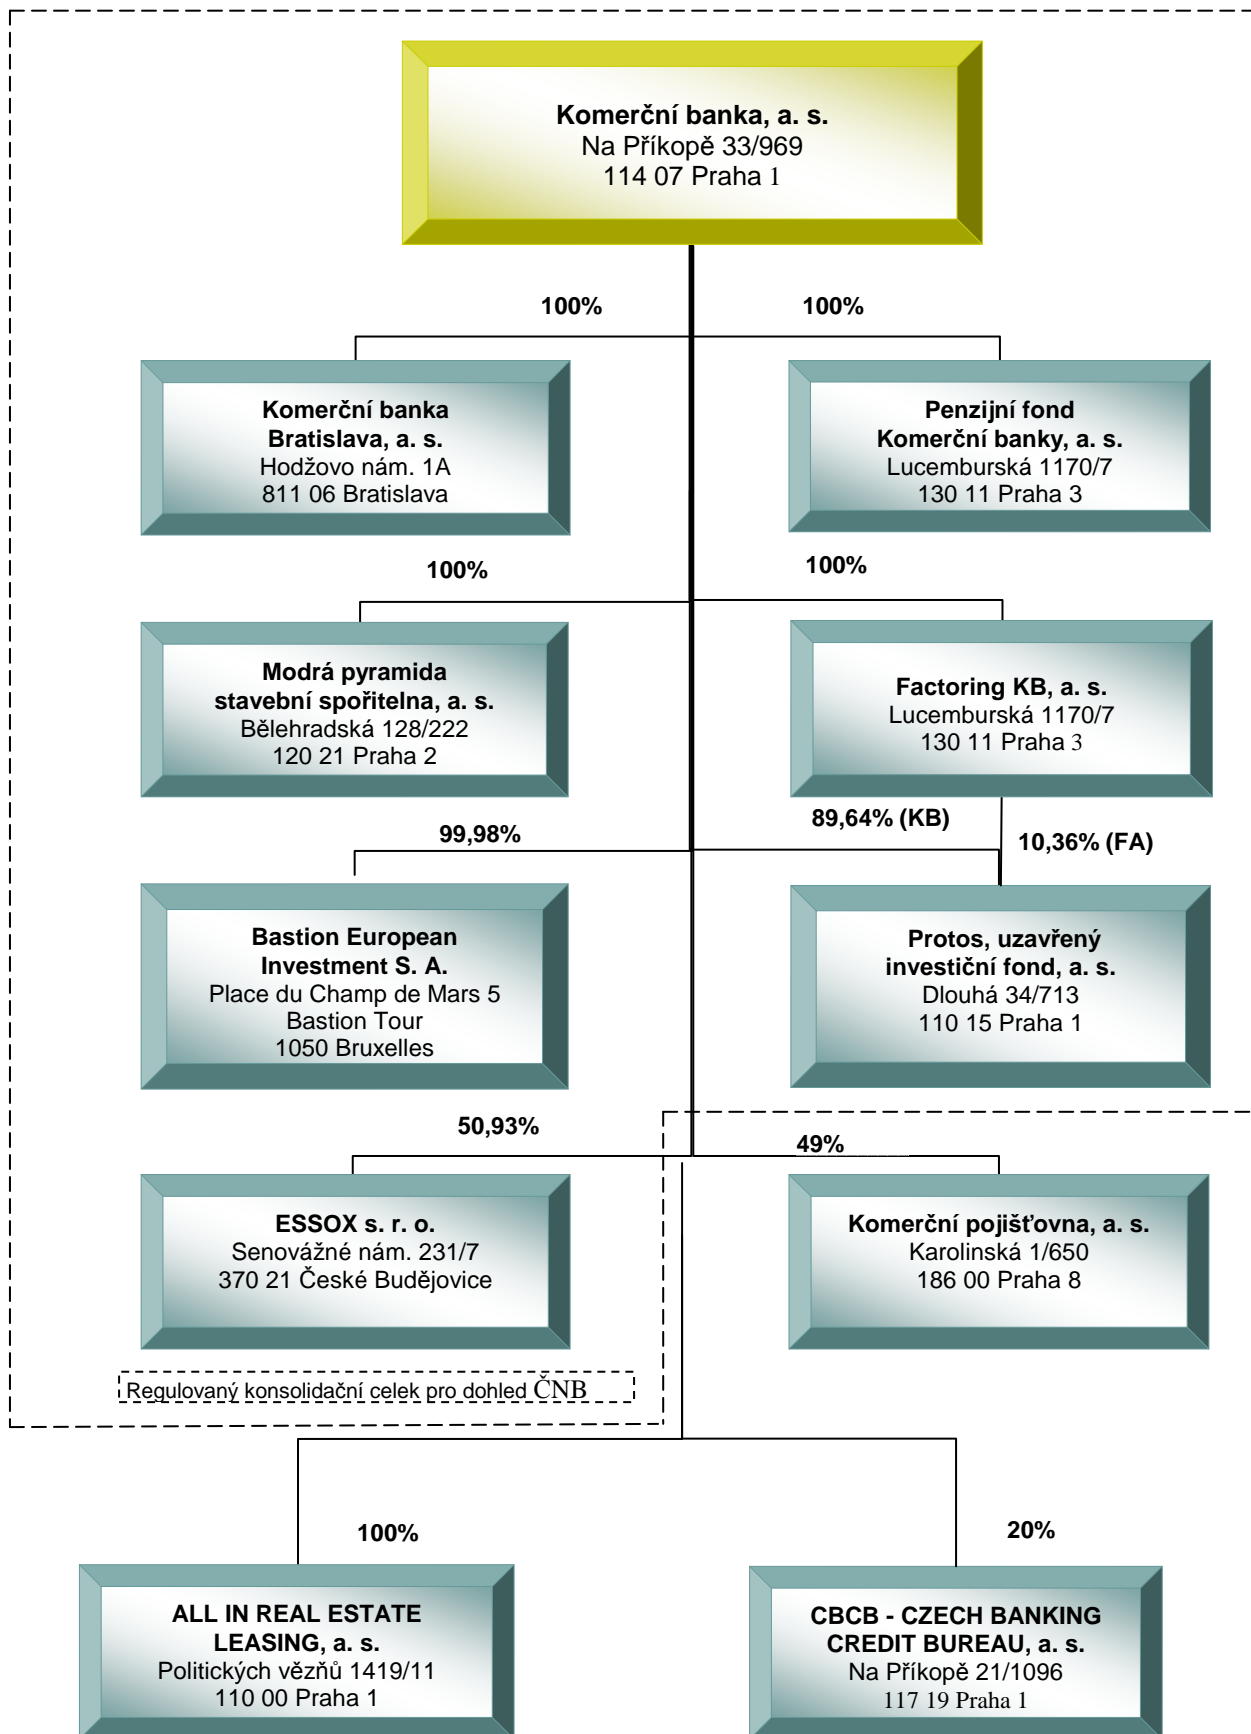 Komerční banka, a. s.
Na Příkopě 33/969
114 07 Praha 1
100%
100%
Komerční banka
Bratislava, a. s.
Hodžovo nám. 1A
811 06 Bratislava
Penzijní fond
Komerční banky, a. s.
Lucemburská 1170/7
130 11 Praha 3
100%
100%
Modrá pyramida
stavební spořitelna, a. s.
Bělehradská 128/222
120 21 Praha 2
Factoring KB, a. s.
Lucemburská 1170/7
130 11 Praha 3
99,98%
89,64% (KB)
10,36% (FA)
Bastion European
Investment S. A.
Place du Champ de Mars 5
Bastion Tour
1050 Bruxelles
Protos, uzavřený
investiční fond, a. s.
Dlouhá 34/713
110 15 Praha 1
50,93%
49%
ESSOX s. r. o.
Senovážné nám. 231/7
370 21 České Budějovice
Komerční pojišťovna, a. s.
Karolinská 1/650
186 00 Praha 8
Regulovaný konsolidační celek pro dohled ČNB
100%
20%
ALL IN REAL ESTATE
LEASING, a. s.
Politických vězňů 1419/11
110 00 Praha 1
CBCB - CZECH BANKING
CREDIT BUREAU, a. s.
Na Příkopě 21/1096
117 19 Praha 1